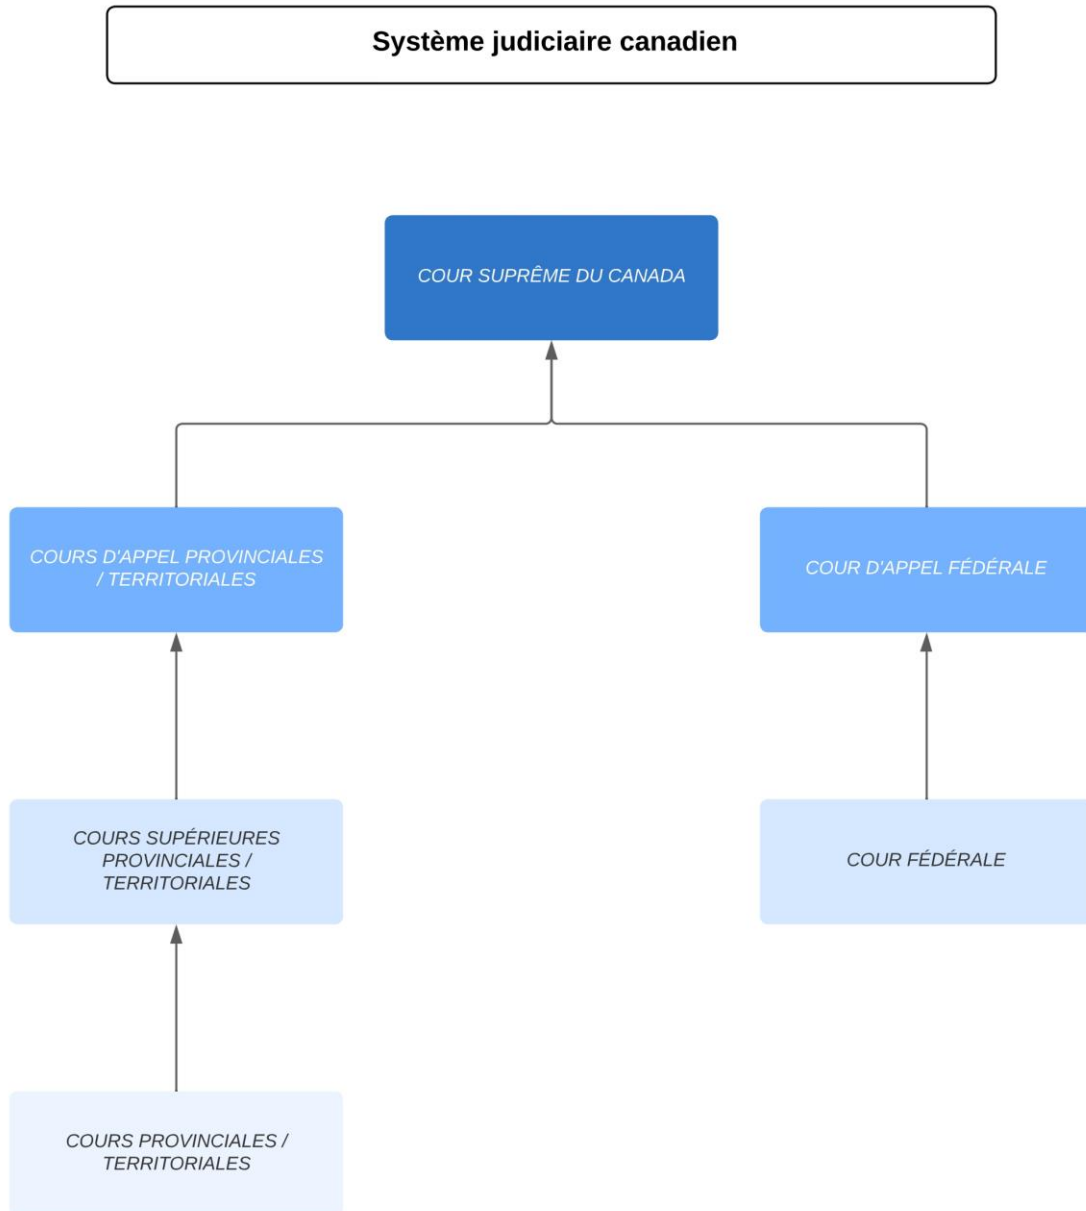 Système judiciaire canadien
COUR SUPRÊME DU CANADA
COURS D'APPEL PROVINCIALES
/ TERRITORIALES
COUR D'APPEL FÉDÉRALE
COURS SUPÉRIEURES
PROVINCIALES /
TERRITORIALES
COUR FÉDÉRALE
COURS PROVINCIALES /
TERRITORIALES